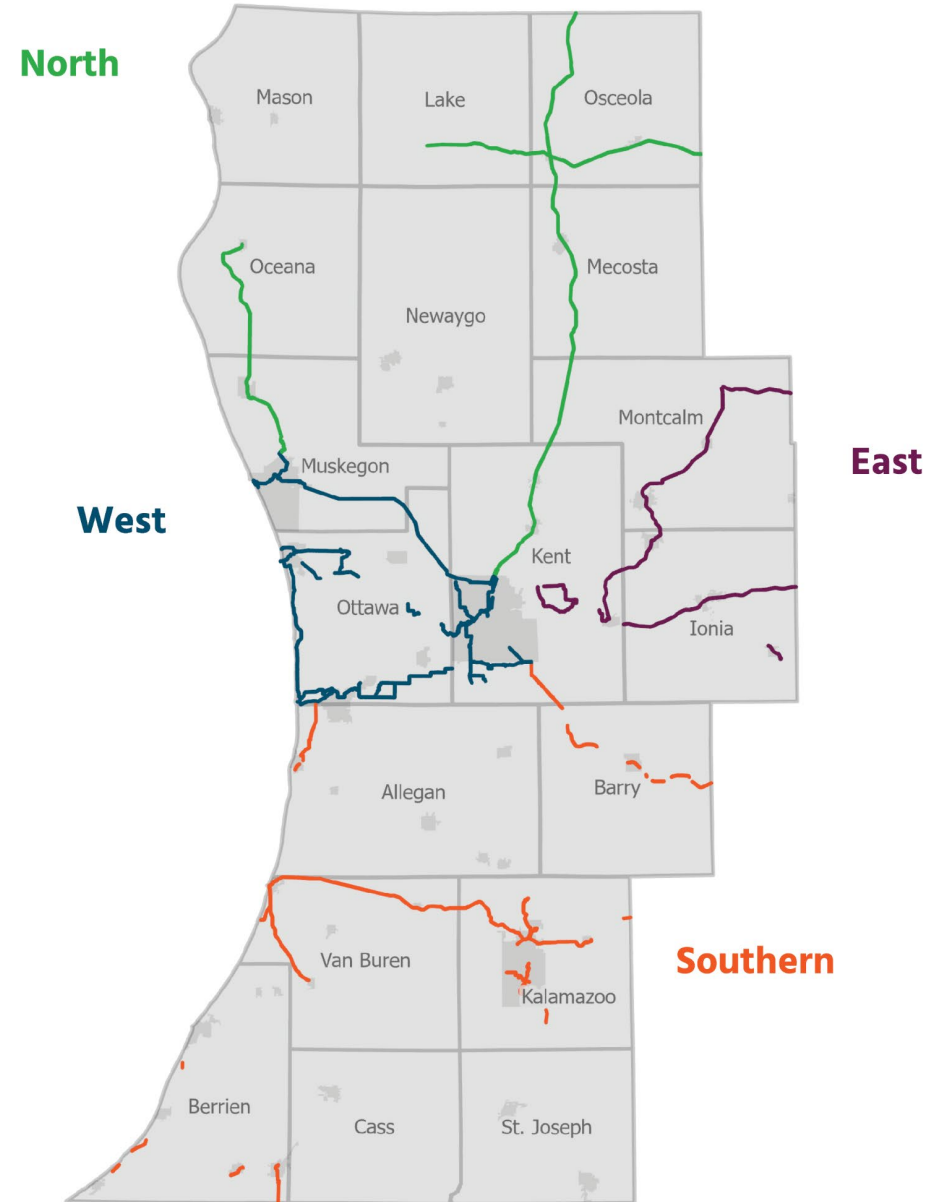 North
Mason
Lake
Osceola
Oceana
Mecosta
Newaygo
Montcalm
East
Muskegon
West
Kent
Ottawa
Ionia
Allegan
Barry
Southern
Van Buren
Kalamazoo
Berrien
Cass
St. Joseph